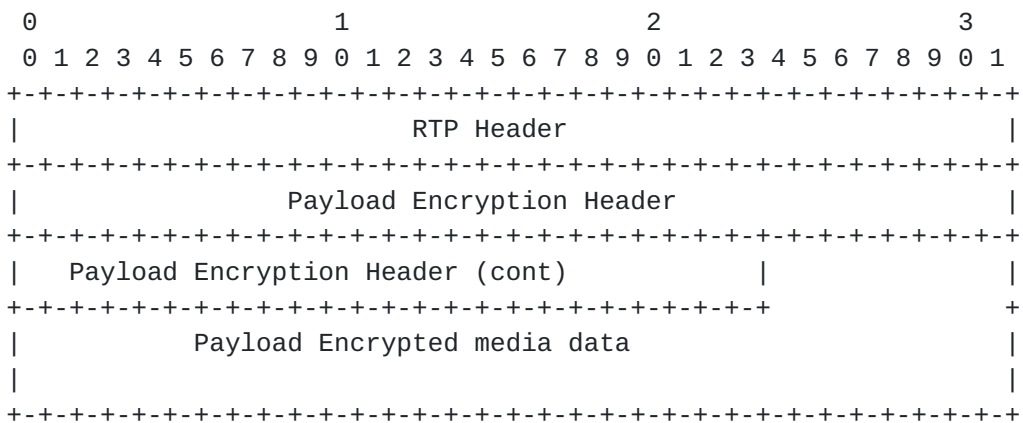 0                   1                   2                   3
 0 1 2 3 4 5 6 7 8 9 0 1 2 3 4 5 6 7 8 9 0 1 2 3 4 5 6 7 8 9 0 1
+-+-+-+-+-+-+-+-+-+-+-+-+-+-+-+-+-+-+-+-+-+-+-+-+-+-+-+-+-+-+-+-+
|                         RTP Header                            |
+-+-+-+-+-+-+-+-+-+-+-+-+-+-+-+-+-+-+-+-+-+-+-+-+-+-+-+-+-+-+-+-+
|                 Payload Encryption Header                     |
+-+-+-+-+-+-+-+-+-+-+-+-+-+-+-+-+-+-+-+-+-+-+-+-+-+-+-+-+-+-+-+-+
|   Payload Encryption Header (cont)            |               |
+-+-+-+-+-+-+-+-+-+-+-+-+-+-+-+-+-+-+-+-+-+-+-+-+               +
|           Payload Encrypted media data                        |
|                                                               |
+-+-+-+-+-+-+-+-+-+-+-+-+-+-+-+-+-+-+-+-+-+-+-+-+-+-+-+-+-+-+-+-+